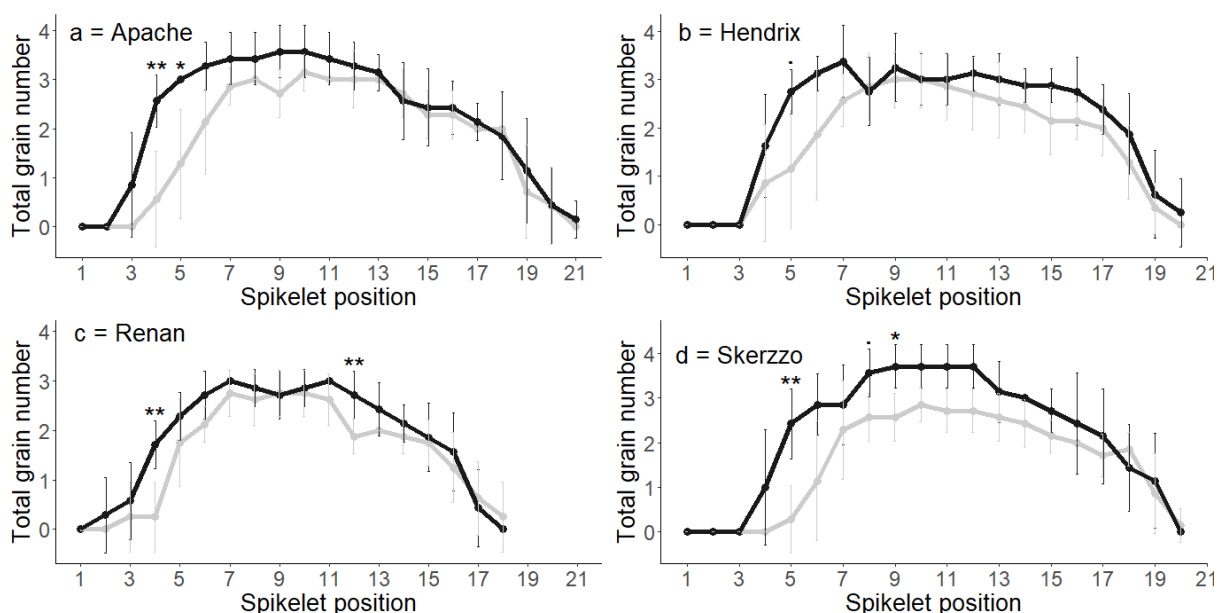 a = Apache
** *
Total grain number
4
3
2
1
0
1 3 5 7 9 11 13 15 17 19 21
Spikelet position
b = Hendrix
.
Total grain number
4
3
2
1
0
1 3 5 7 9 11 13 15 17 19 21
Spikelet position
c = Renan
** **
Total grain number
4
3
2
1
0
1 3 5 7 9 11 13 15 17 19 21
Spikelet position
d = Skerzzo
** . *
Total grain number
4
3
2
1
0
1 3 5 7 9 11 13 15 17 19 21
Spikelet position